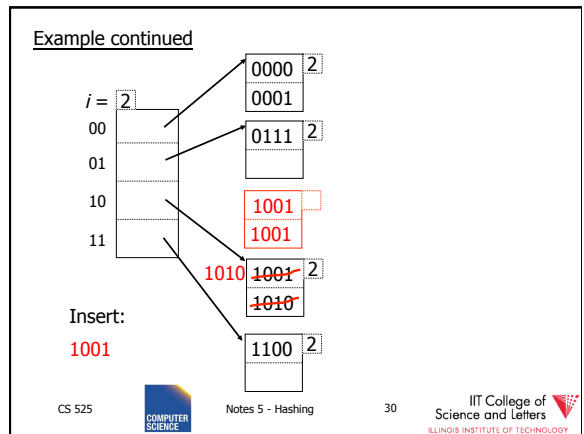 Example continued
i = 2
00
01
10
11
0000 2
0001
0111 2
1001
1001
1010 1001 2
1010
1100 2
Insert:
1001
CS 525
COMPUTER
SCIENCE
Notes 5 - Hashing
30
IIT College of
Science and Letters
ILLINOIS INSTITUTE OF TECHNOLOGY